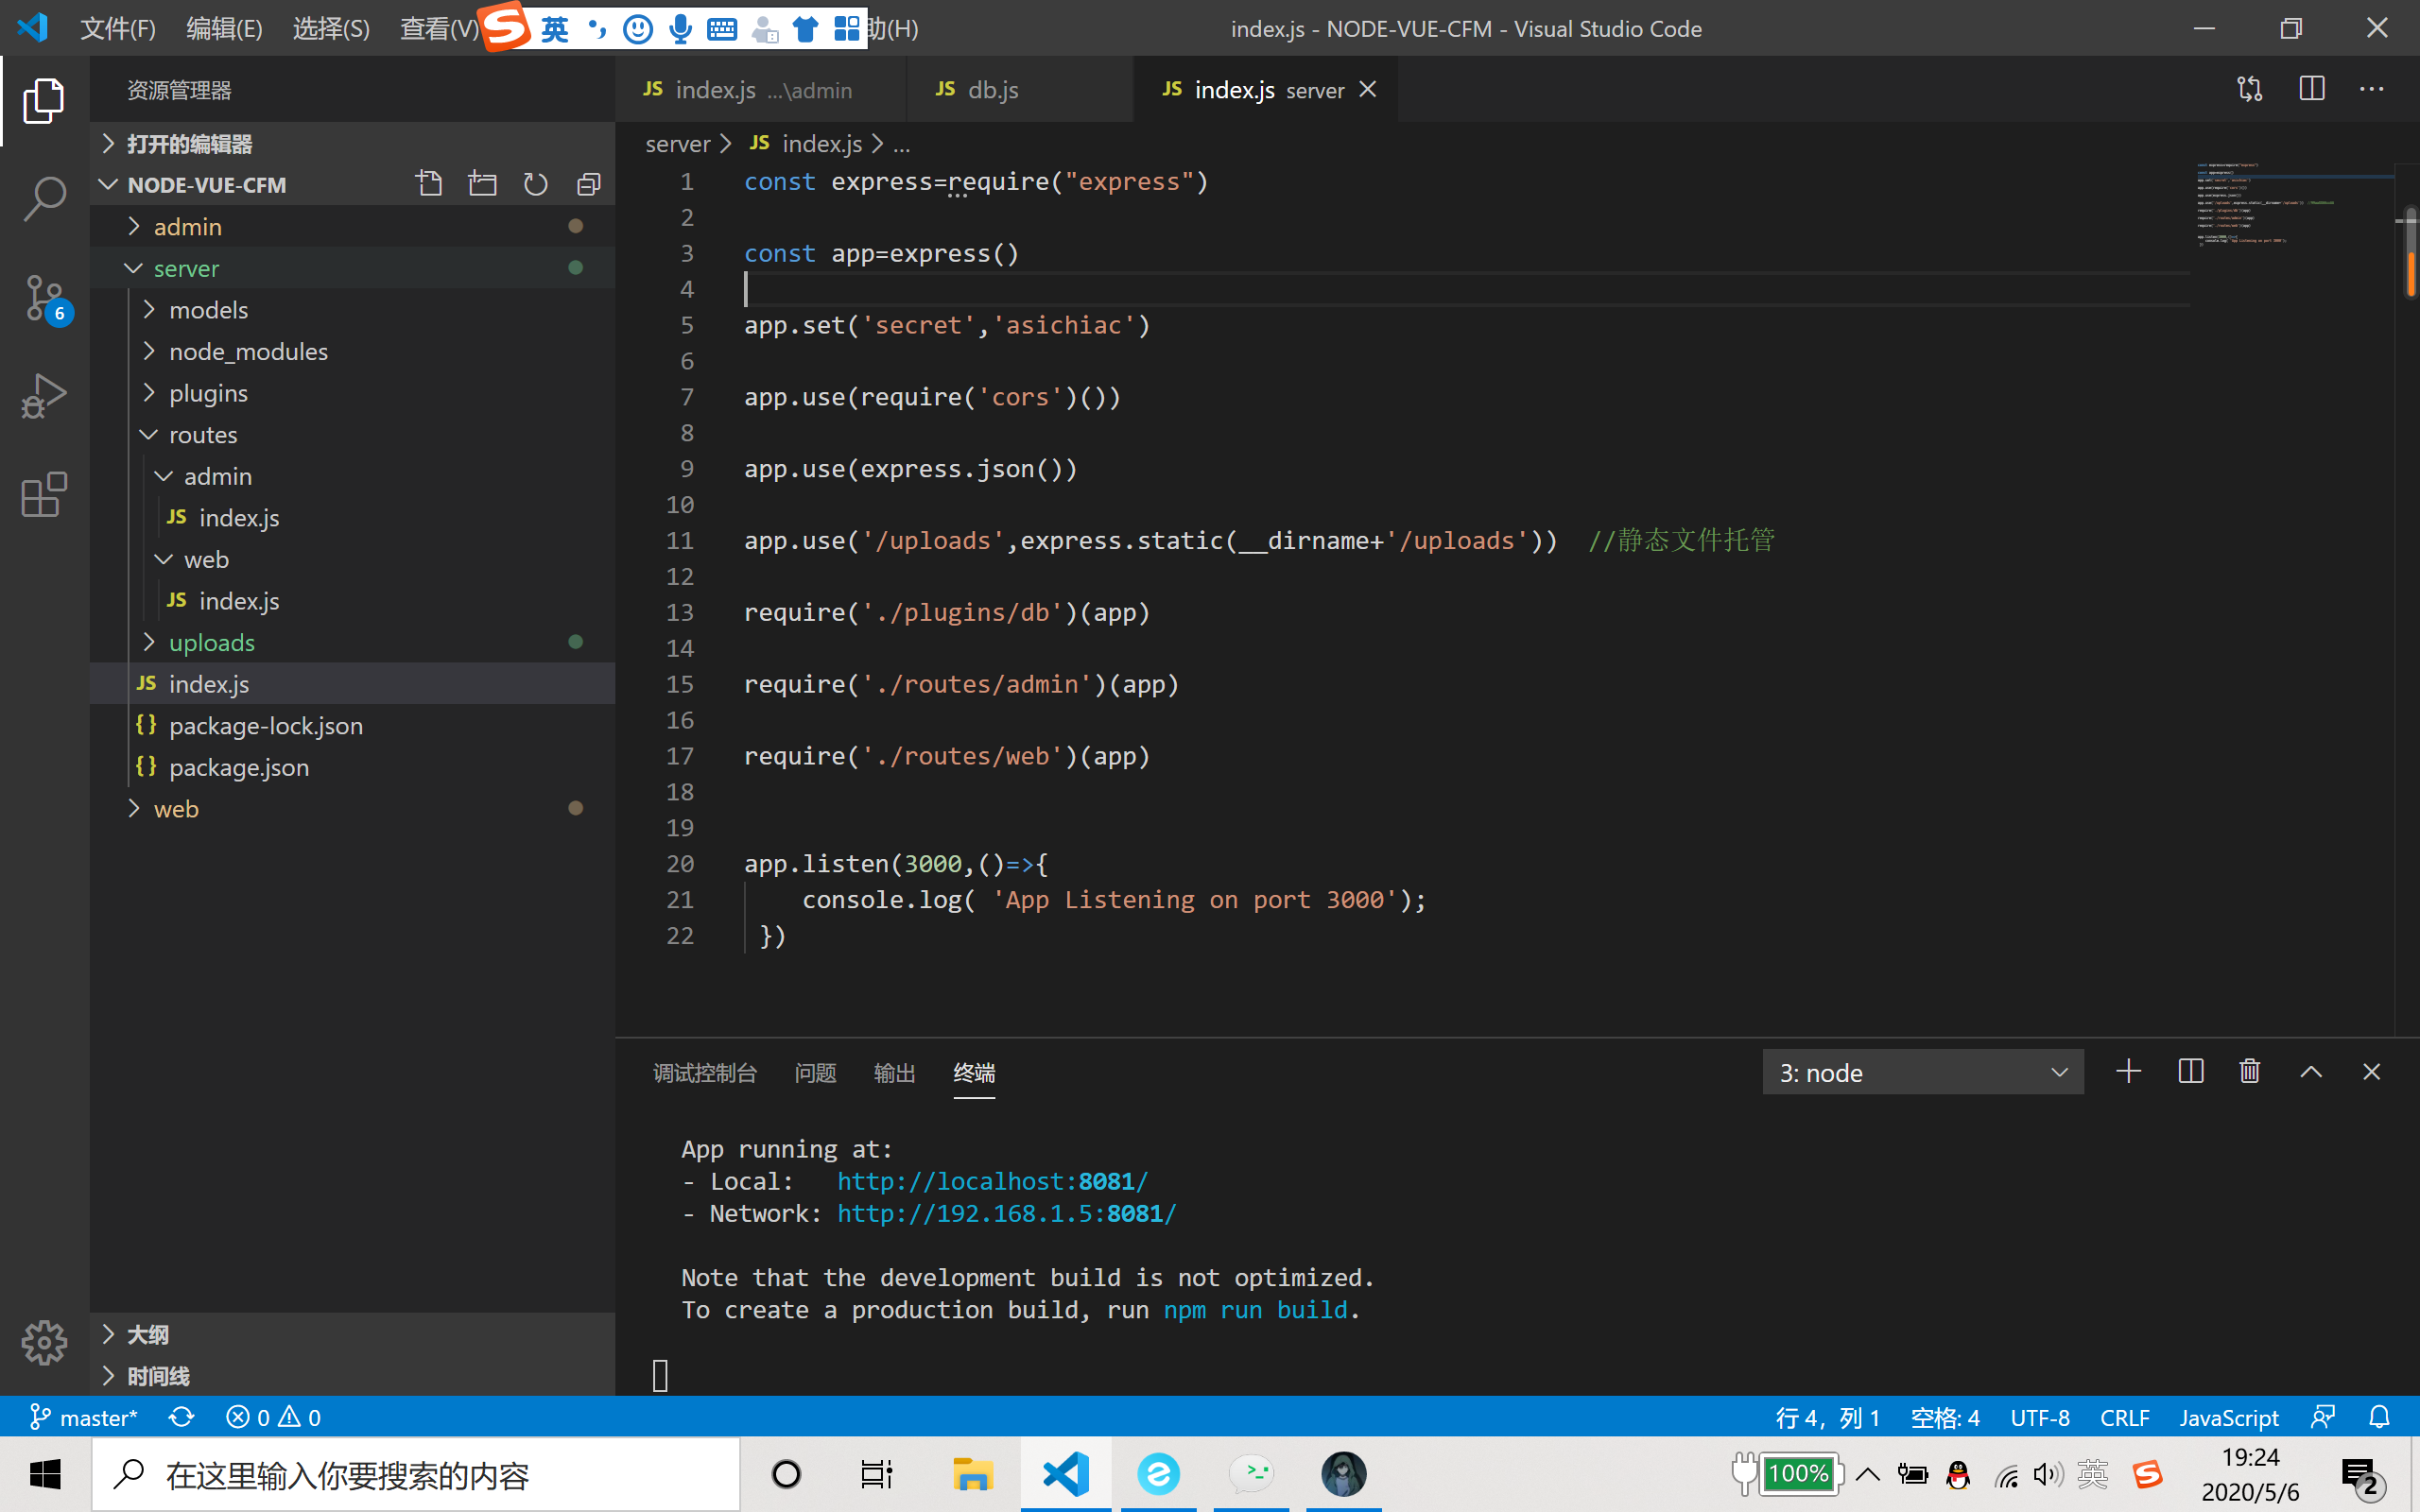 文件(F) 编辑(E) 选择(S) 查看(V) 英 助(H) index.js - NODE-VUE-CFM - Visual Studio Code
资源管理器
打开的编辑器
NODE-VUE-CFM
admin
server
models
node_modules
plugins
routes
admin
JS index.js
web
JS index.js
uploads
JS index.js
{} package-lock.json
{} package.json
web
大纲
时间线
6
JS index.js ...\admin JS db.js JS index.js server
server > JS index.js > ...
1 const express=require("express")
2
3 const app=express()
4
5 app.set('secret','asichiac')
6
7 app.use(require('cors')())
8
9 app.use(express.json())
10
11 app.use('/uploads',express.static(__dirname+'/uploads')) //静态文件托管
12
13 require('./plugins/db')(app)
14
15 require('./routes/admin')(app)
16
17 require('./routes/web')(app)
18
19
20 app.listen(3000,()=>{
21 console.log( 'App Listening on port 3000');
22 })
调试控制台 问题 输出 终端 3: node
App running at:
- Local: http://localhost:8081/
- Network: http://192.168.1.5:8081/
Note that the development build is not optimized.
To create a production build, run npm run build.
master* 0 0 行 4，列 1 空格: 4 UTF-8 CRLF JavaScript
在这里输入你要搜索的内容 100% 英 19:24
2020/5/6 2